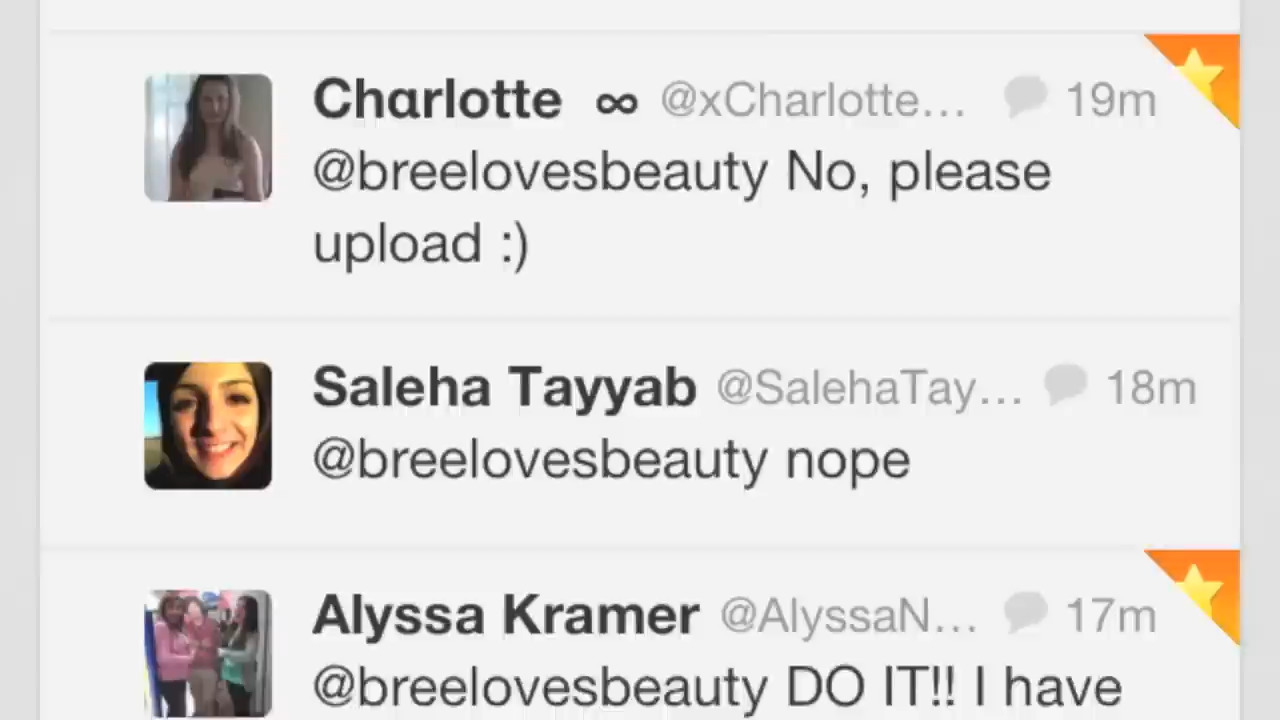 Charlotte ∞ @xCharlotte... 19m
@breelovesbeauty No, please
upload :)
Saleha Tayyab @SalehaTay... 18m
@breelovesbeauty nope
Alyssa Kramer @AlyssaN... 17m
@breelovesbeauty DO IT!! I have